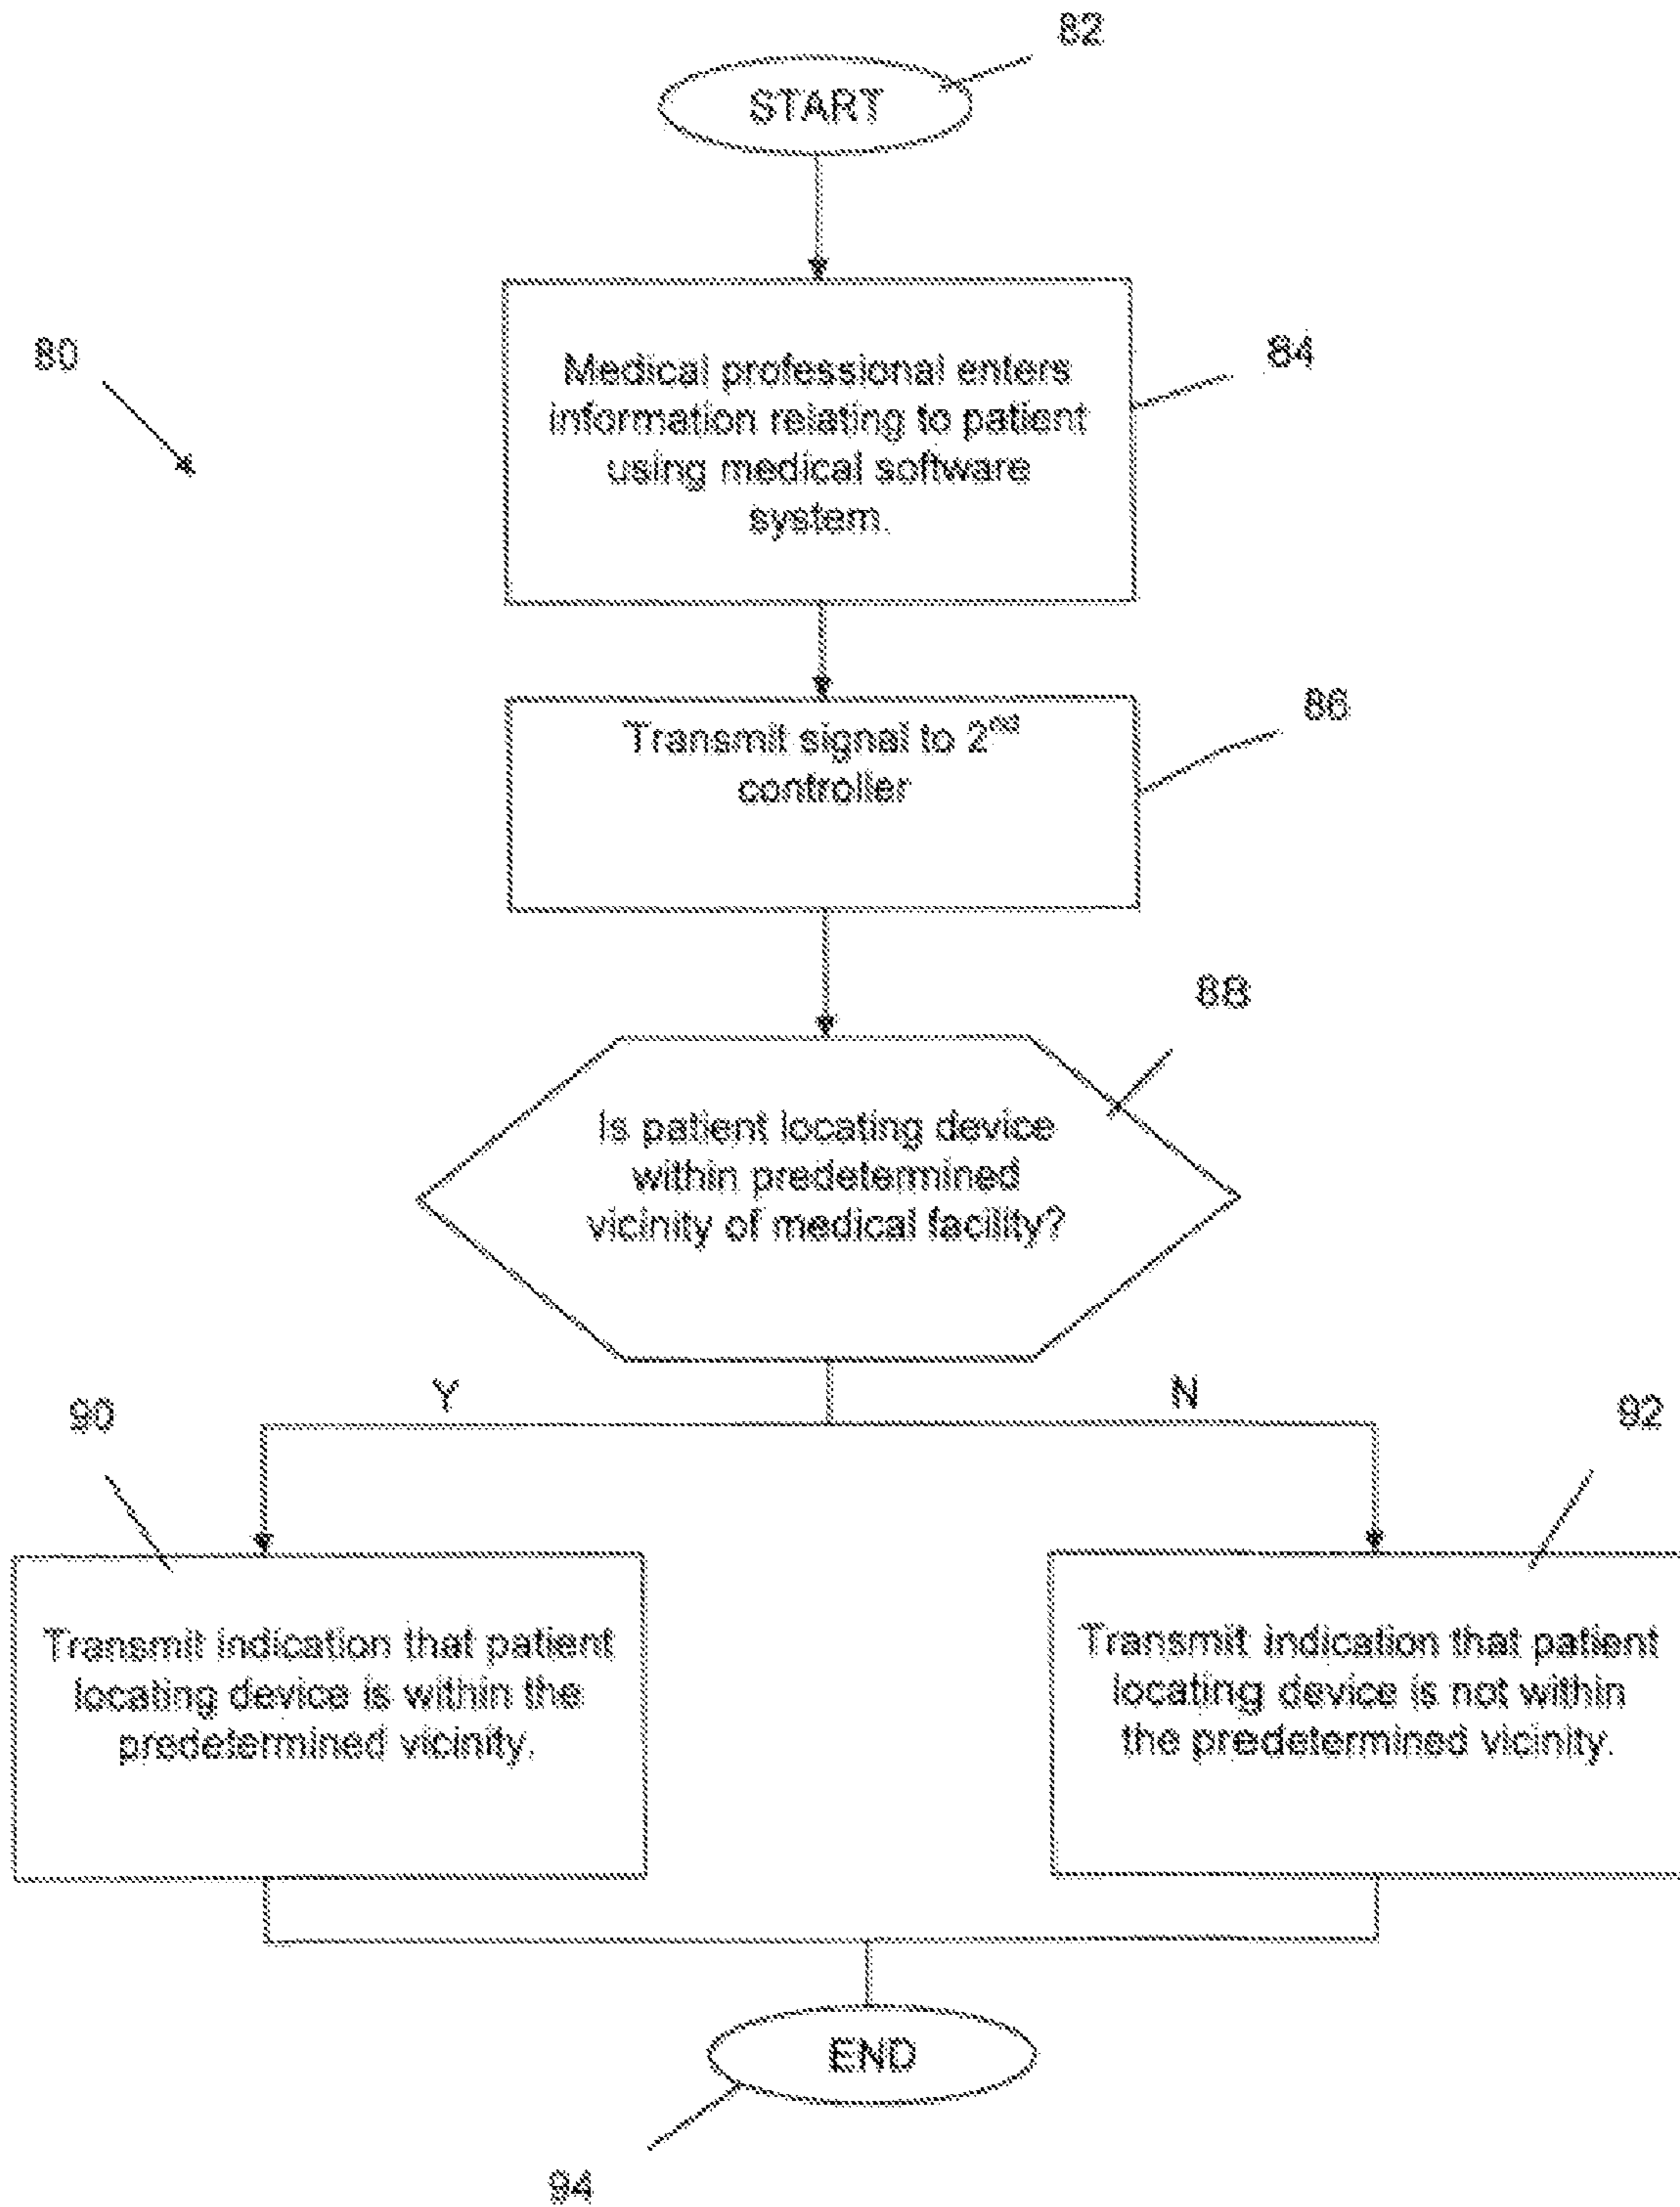 82
START
80
Medical professional enters
information relating to patient
using medical software
system.
84
Transmit signal to 2nd
controller
86
88
Is patient locating device
within predetermined
vicinity of medical facility?
Y
N
90
92
Transmit indication that patient
locating device is within the
predetermined vicinity.
Transmit indication that patient
locating device is not within
the predetermined vicinity.
END
94